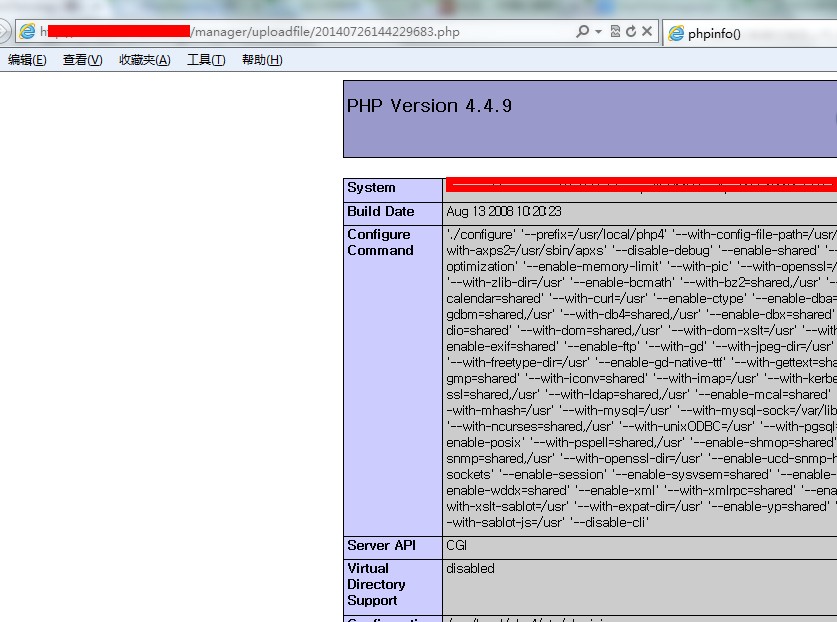 /manager/uploadfile/20140726144229683.php
phpinfo()
编辑(E) 查看(V) 收藏夹(A) 工具(T) 帮助(H)
PHP Version 4.4.9
System
Build Date Aug 13 2008 10:20:23
Configure Command
'./configure' '--prefix=/usr/local/php4' '--with-config-file-path=/usr/
with-axps2=/usr/sbin/apxs' '--disable-debug' '--enable-shared' '--
optimization' '--enable-memory-limit' '--with-pic' '--with-openssl=/
'--with-zlib-dir=/usr' '--enable-bcmath' '--with-bz2=shared,/usr' '--
calendar=shared' '--with-curl=/usr' '--enable-ctype' '--enable-dba=
gdbm=shared,/usr' '--with-db4=shared,/usr' '--enable-dbx=shared'
dio=shared' '--with-dom=shared,/usr' '--with-dom-xslt=/usr' '--with
enable-exif=shared' '--enable-ftp' '--with-gd' '--with-jpeg-dir=/usr'
'--with-freetype-dir=/usr' '--enable-gd-native-ttf' '--with-gettext=sha
gmp=shared' '--with-iconv=shared' '--with-imap=/usr' '--with-kerbe
ssl=shared,/usr' '--with-ldap=shared,/usr' '--enable-mcal=shared'
-with-mhash=/usr' '--with-mysql=/usr' '--with-mysql-sock=/var/lib
'--with-ncurses=shared,/usr' '--with-unixODBC=/usr' '--with-pgsql=
enable-posix' '--with-pspell=shared,/usr' '--enable-shmop=shared'
snmp=shared,/usr' '--with-openssl-dir=/usr' '--enable-ucd-snmp-h
sockets' '--enable-session' '--enable-sysvsem=shared' '--enable-
enable-wddx=shared' '--enable-xml' '--with-xmlrpc=shared' '--ena
with-xslt-sablot=/usr' '--with-expat-dir=/usr' '--enable-yp=shared' '
-with-sablot-js=/usr' '--disable-cli'
Server API CGI
Virtual Directory Support disabled